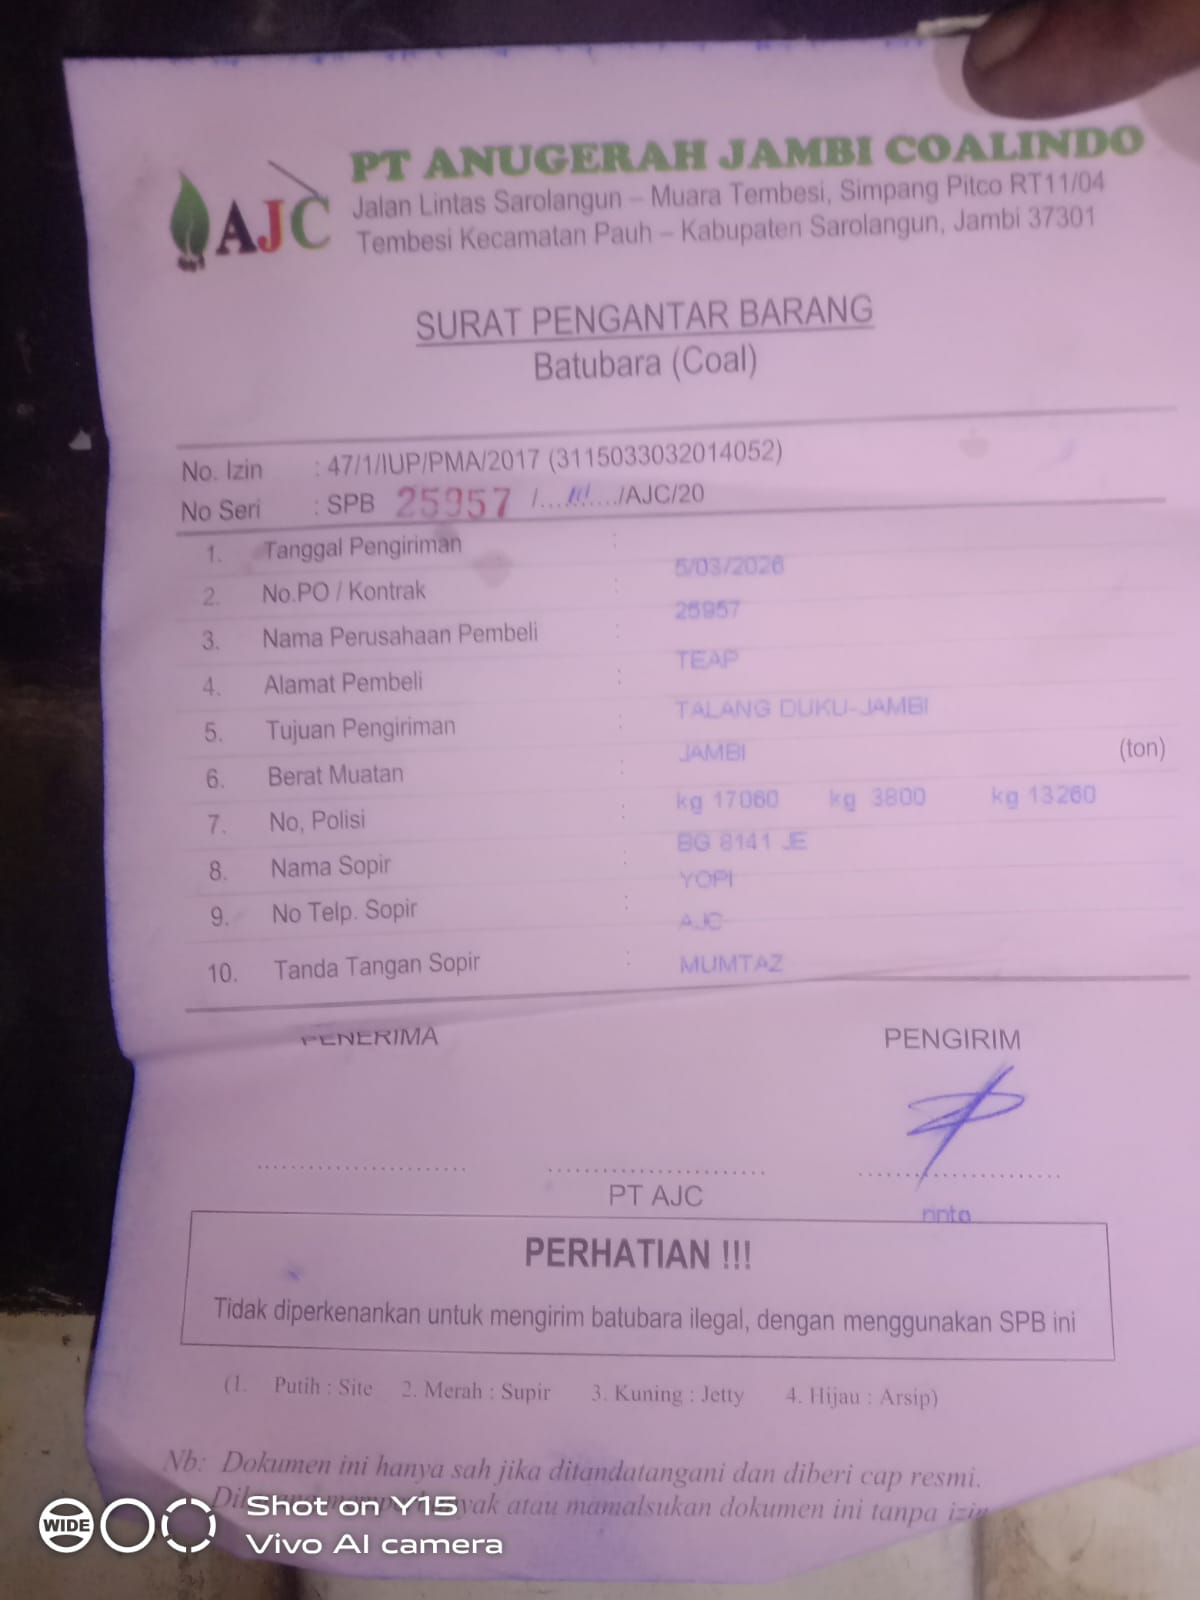 AJC
PT ANUGERAH JAMBI COALINDO
Jalan Lintas Sarolangun – Muara Tembesi, Simpang Pitco RT11/04
Tembesi Kecamatan Pauh – Kabupaten Sarolangun, Jambi 37301
SURAT PENGANTAR BARANG
Batubara (Coal)
No. Izin : 47/1/IUP/PMA/2017 (3115033032014052)
No Seri : SPB 25957 /....III..../AJC/20
1. Tanggal Pengiriman : 5/03/2026
2. No.PO / Kontrak : 25957
3. Nama Perusahaan Pembeli : TEAP
4. Alamat Pembeli : TALANG DUKU-JAMBI
5. Tujuan Pengiriman : JAMBI
6. Berat Muatan : kg 17060 kg 3800 kg 13260 (ton)
7. No, Polisi : BG 8141 JE
8. Nama Sopir : YOPI
9. No Telp. Sopir : AJC
10. Tanda Tangan Sopir : MUMTAZ
PENERIMA PENGIRIM
PT AJC
rinto
PERHATIAN !!!
Tidak diperkenankan untuk mengirim batubara ilegal, dengan menggunakan SPB ini
(1. Putih : Site 2. Merah : Supir 3. Kuning : Jetty 4. Hijau : Arsip)
Nb: Dokumen ini hanya sah jika ditandatangani dan diberi cap resmi.
atau mamalsukan dokumen ini tanpa izin
WIDE
Shot on Y15
Vivo AI camera